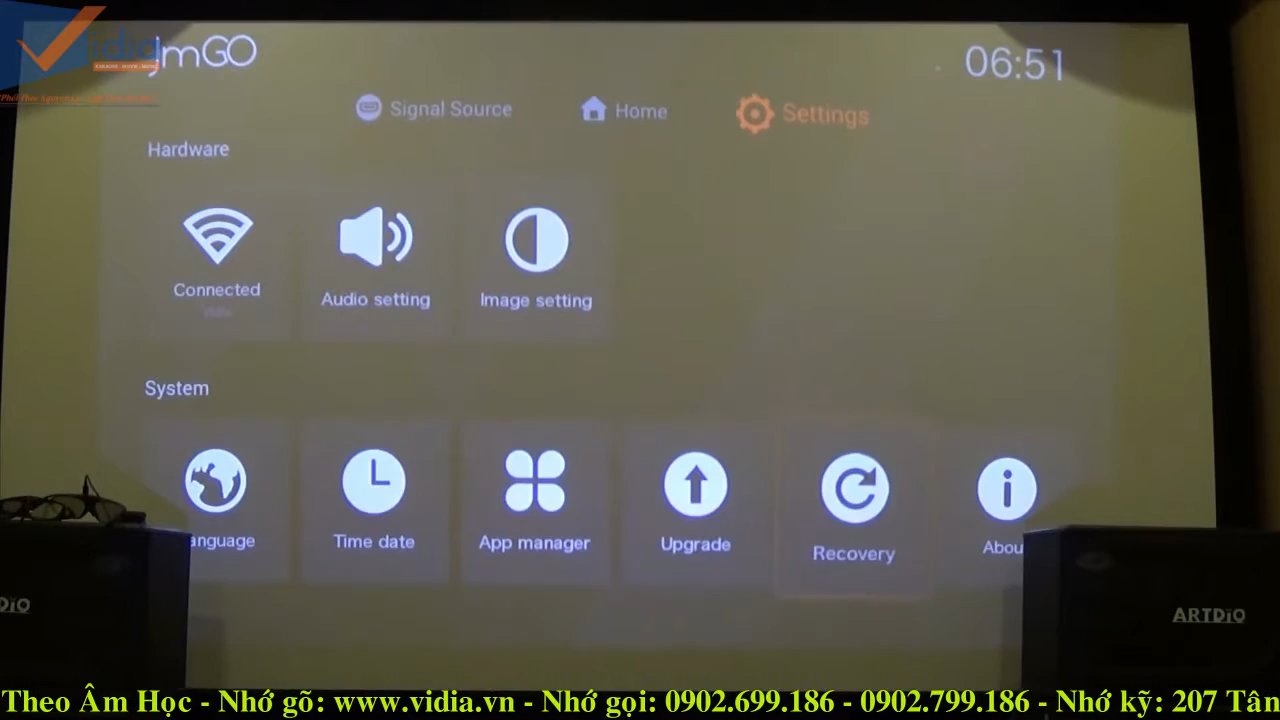 Vidia
JmGO
06:51
Signal Source
Home
Settings
Hardware
Connected
Audio setting
Image setting
System
anguage
Time date
App manager
Upgrade
Recovery
Abou
DiO
ARTDiO
Theo Âm Học - Nhớ gõ: www.vidia.vn - Nhớ gọi: 0902.699.186 - 0902.799.186 - Nhớ kỹ: 207 Tân